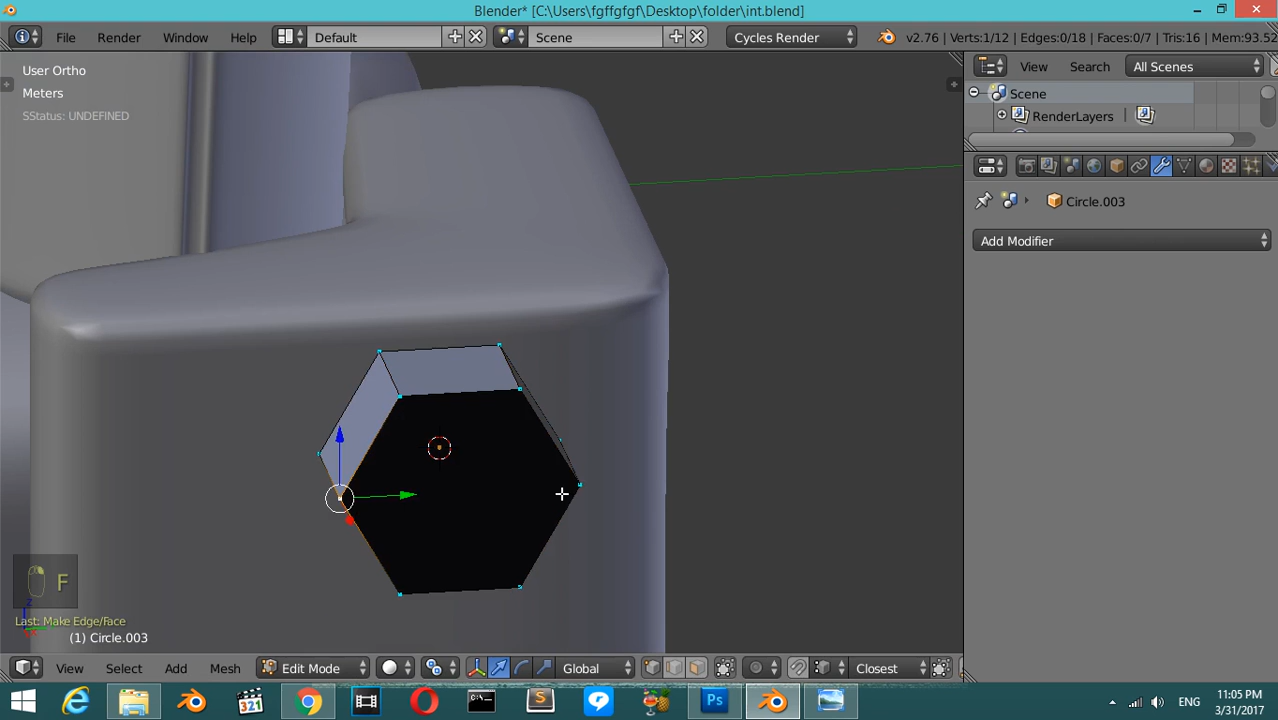 Blender* [C:\Users\fgffgfgf\Desktop\folder\int.blend]
File Render Window Help Default Scene Cycles Render v2.76 | Verts:1/12 | Edges:0/18 | Faces:0/7 | Tris:16 | Mem:93.52
User Ortho
Meters
SStatus: UNDEFINED
View Search All Scenes
Scene
RenderLayers
Circle.003
Add Modifier
F
Last: Make Edge/Face
(1) Circle.003
View Select Add Mesh Edit Mode Global Closest
321 Ps ENG
11:05 PM
3/31/2017